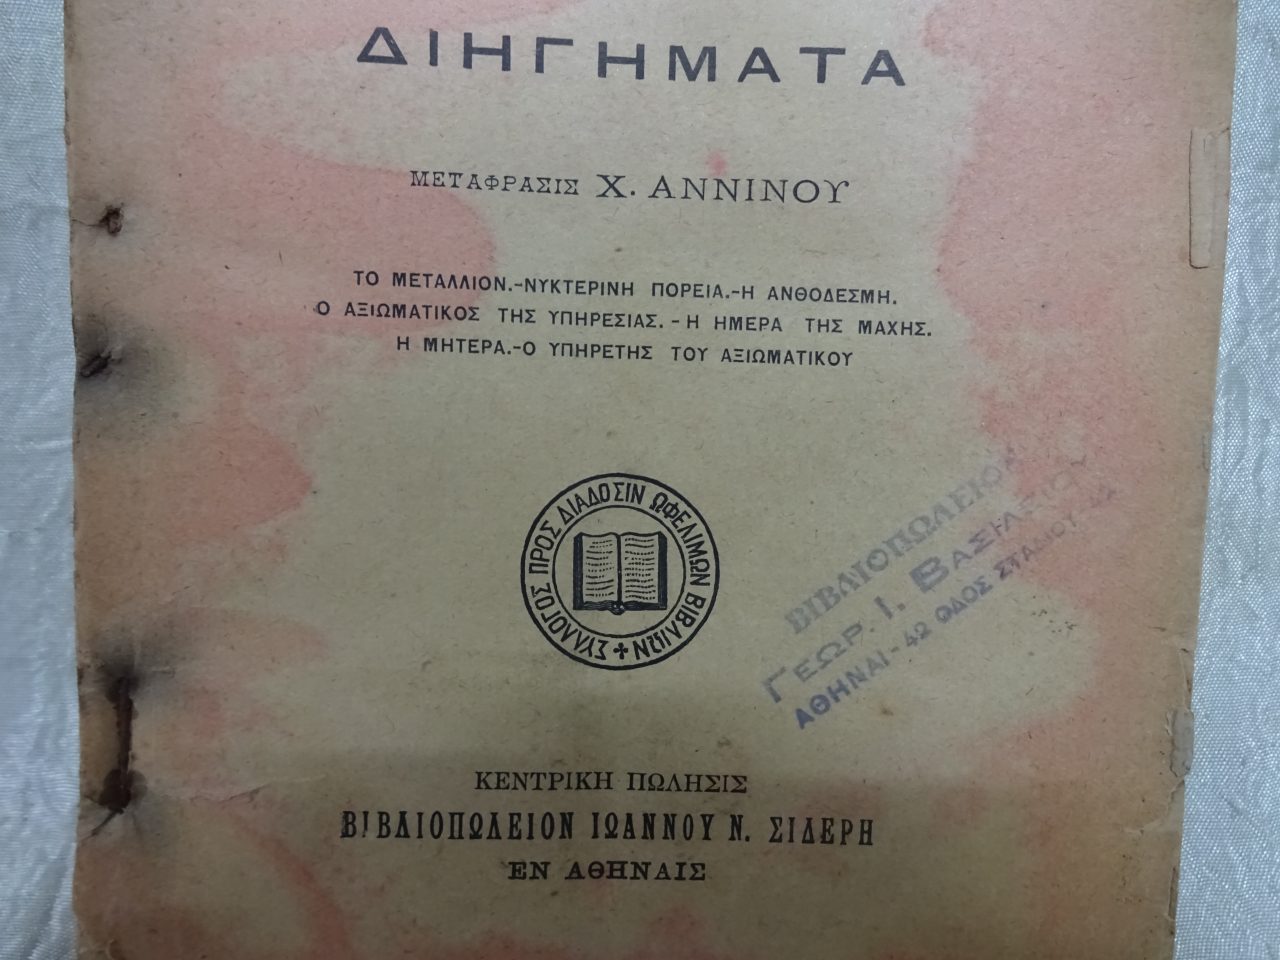 ΔΙΗΓΗΜΑΤΑ
ΜΕΤΑΦΡΑΣΙΣ Χ. ΑΝΝΙΝΟΥ
ΤΟ ΜΕΤΑΛΛΙΟΝ.-ΝΥΚΤΕΡΙΝΗ ΠΟΡΕΙΑ.-Η ΑΝΘΟΔΕΣΜΗ.
Ο ΑΞΙΩΜΑΤΙΚΟΣ ΤΗΣ ΥΠΗΡΕΣΙΑΣ.-Η ΗΜΕΡΑ ΤΗΣ ΜΑΧΗΣ.
Η ΜΗΤΕΡΑ.-Ο ΥΠΗΡΕΤΗΣ ΤΟΥ ΑΞΙΩΜΑΤΙΚΟΥ
ΣΥΛΛΟΓΟΣ ΠΡΟΣ ΔΙΑΔΟΣΙΝ ΩΦΕΛΙΜΩΝ ΒΙΒΛΙΩΝ
ΒΙΒΛΙΟΠΩΛΕΙΟΝ
ΓΕΩΡ. Ι. ΒΑΣΙΛΕΙΟΥ
ΑΘΗΝΑΙ-42 ΟΔΟΣ ΣΤΑΔΙΟΥ 42
ΚΕΝΤΡΙΚΗ ΠΩΛΗΣΙΣ
ΒΙΒΛΙΟΠΩΛΕΙΟΝ ΙΩΑΝΝΟΥ Ν. ΣΙΔΕΡΗ
ΕΝ ΑΘΗΝΑΙΣ